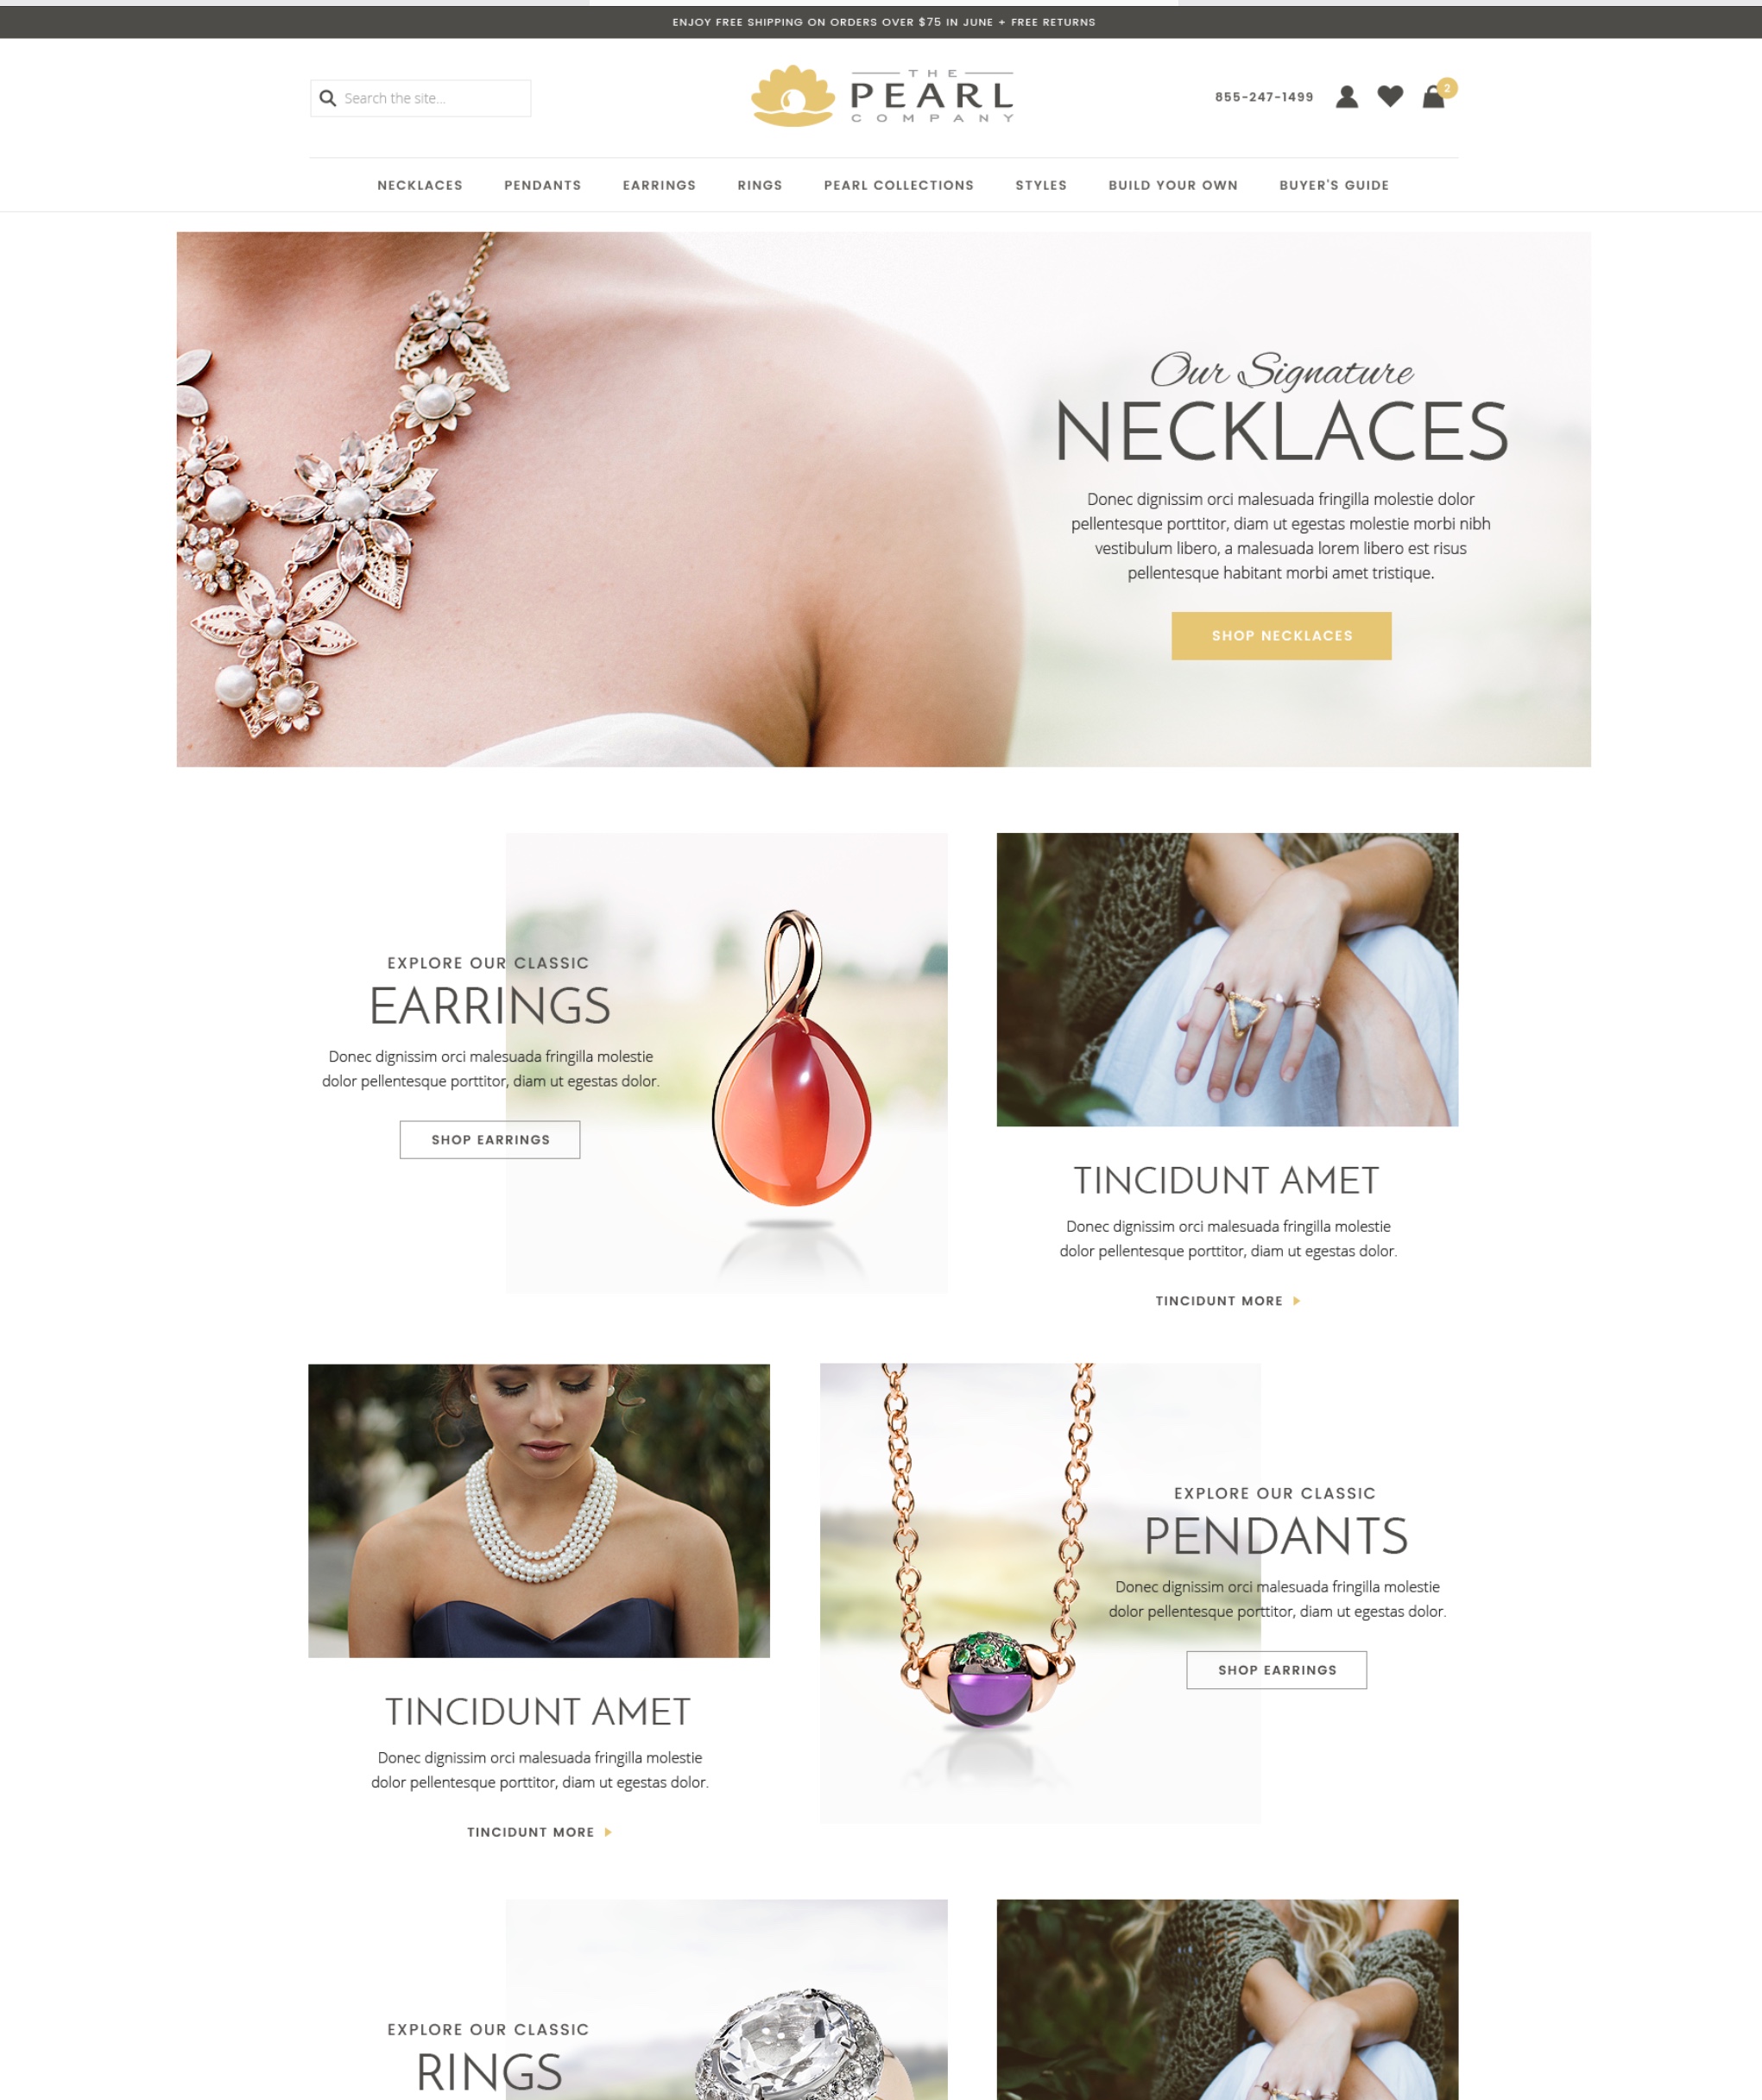 ENJOY FREE SHIPPING ON ORDERS OVER $75 IN JUNE + FREE RETURNS
Search the site...
THE
PEARL
COMPANY
855-247-1499
2
NECKLACES PENDANTS EARRINGS RINGS PEARL COLLECTIONS STYLES BUILD YOUR OWN BUYER'S GUIDE
Our Signature
NECKLACES
Donec dignissim orci malesuada fringilla molestie dolor
pellentesque porttitor, diam ut egestas molestie morbi nibh
vestibulum libero, a malesuada lorem libero est risus
pellentesque habitant morbi amet tristique.
SHOP NECKLACES
EXPLORE OUR CLASSIC
EARRINGS
Donec dignissim orci malesuada fringilla molestie
dolor pellentesque porttitor, diam ut egestas dolor.
SHOP EARRINGS
TINCIDUNT AMET
Donec dignissim orci malesuada fringilla molestie
dolor pellentesque porttitor, diam ut egestas dolor.
TINCIDUNT MORE
TINCIDUNT AMET
Donec dignissim orci malesuada fringilla molestie
dolor pellentesque porttitor, diam ut egestas dolor.
TINCIDUNT MORE
EXPLORE OUR CLASSIC
PENDANTS
Donec dignissim orci malesuada fringilla molestie
dolor pellentesque porttitor, diam ut egestas dolor.
SHOP EARRINGS
EXPLORE OUR CLASSIC
RINGS